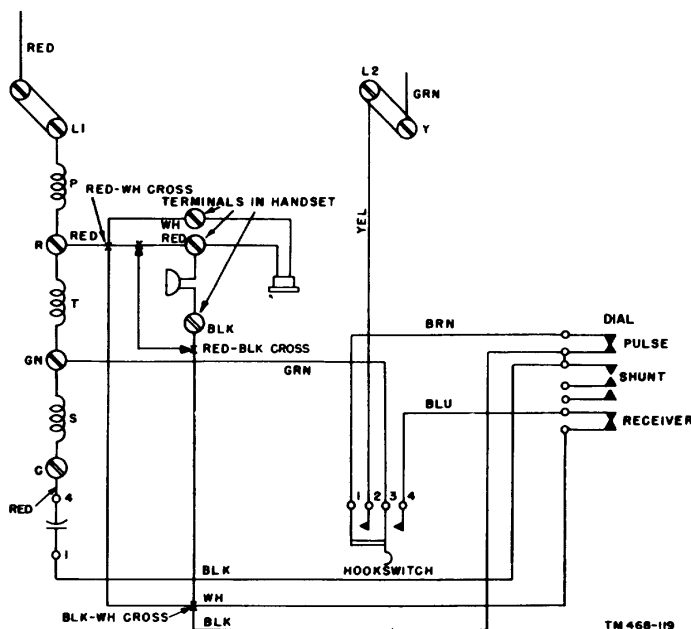 RED
L1
P
RED-WH CROSS
TERMINALS IN HANDSET
WH
R
RED
RED
T
BLK
RED-BLK CROSS
GN
GRN
S
C
RED
4
1
BLK
WH
BLK-WH CROSS
BLK
L2
GRN
Y
YEL
BRN
DIAL
PULSE
SHUNT
BLU
RECEIVER
1 2 3 4
HOOKSWITCH
TM 468-119